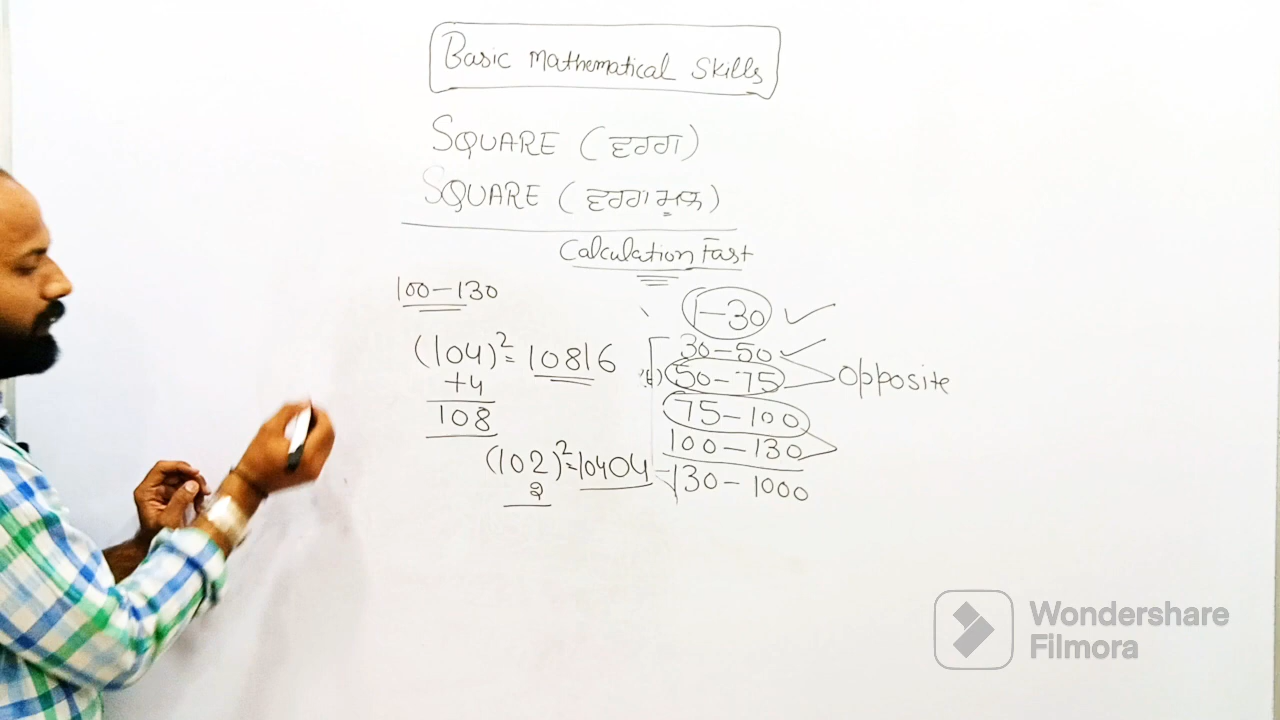 Basic Mathematical Skills
SQUARE (ਵਰਗ)
SQUARE (ਵਰਗਮੂਲ)
Calculation Fast
100-130
(104)²=10816
+4
108
(102)²=10404
2
1-30 ✓
30-50 ✓
50-75
Opposite
75-100
100-130
130-1000
Wondershare
Filmora